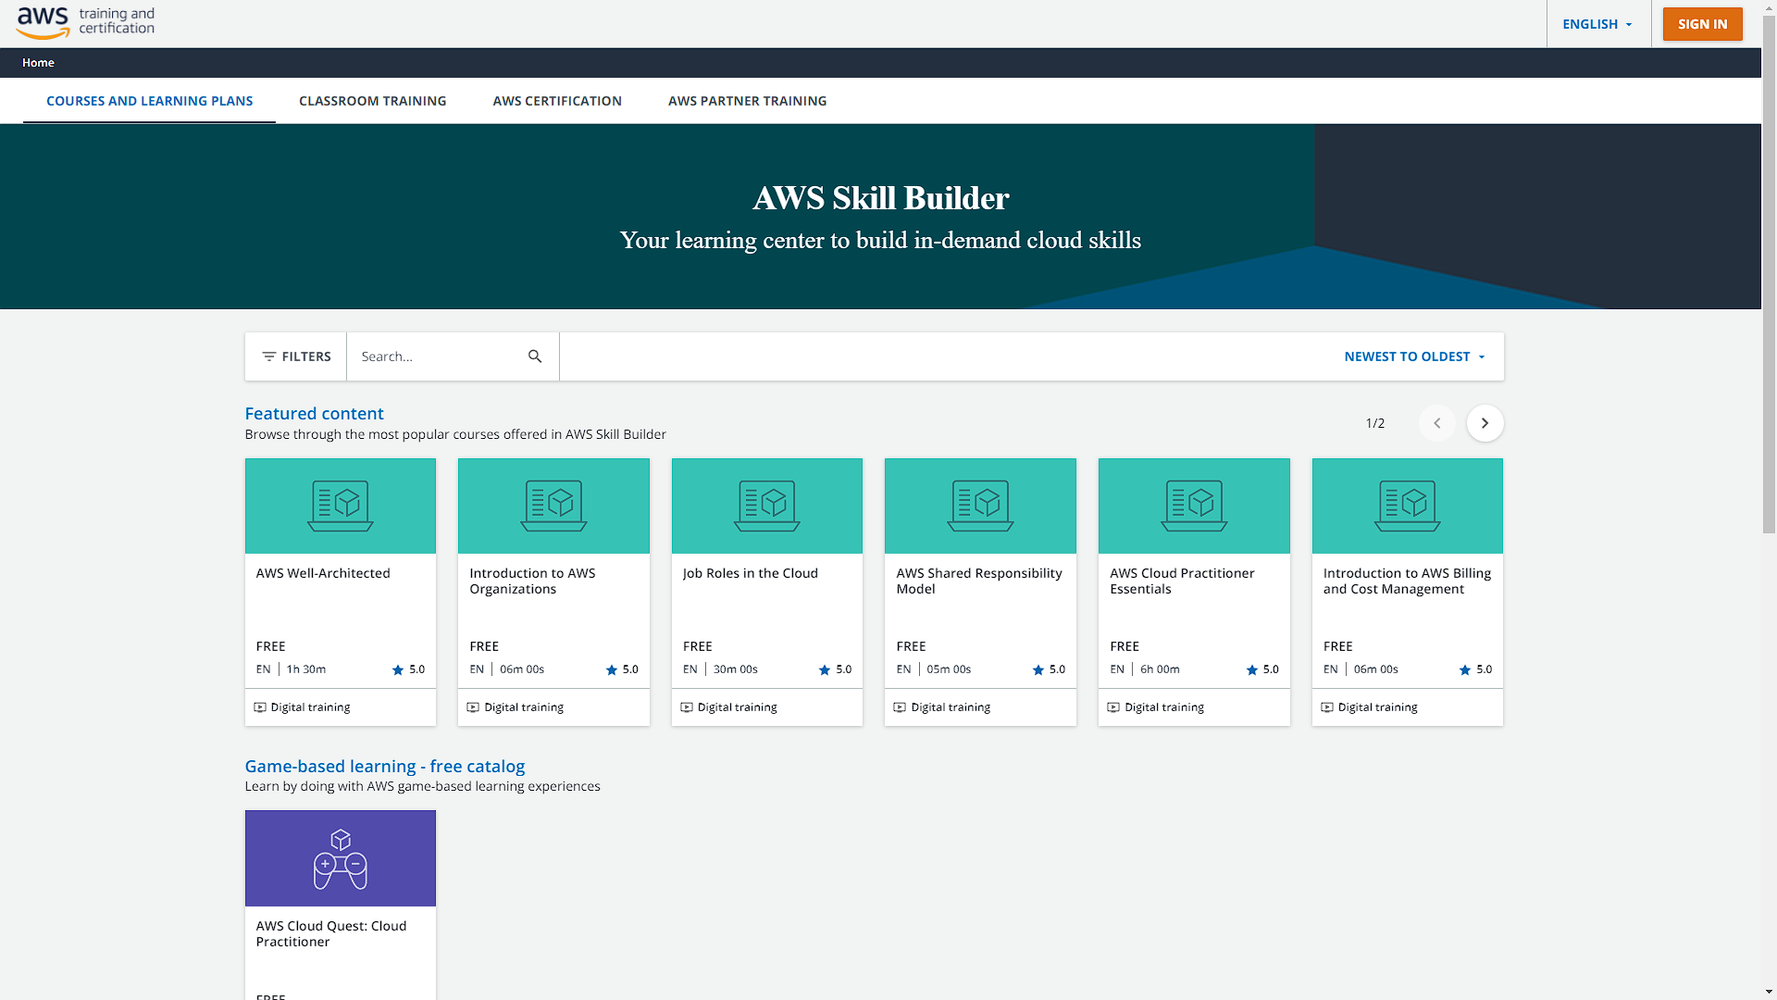 aws training and
certification
ENGLISH
SIGN IN
Home
COURSES AND LEARNING PLANS
CLASSROOM TRAINING
AWS CERTIFICATION
AWS PARTNER TRAINING
AWS Skill Builder
Your learning center to build in-demand cloud skills
FILTERS
Search...
NEWEST TO OLDEST
Featured content
Browse through the most popular courses offered in AWS Skill Builder
1/2
AWS Well-Architected
FREE
EN | 1h 30m
5.0
Digital training
Introduction to AWS
Organizations
FREE
EN | 06m 00s
5.0
Digital training
Job Roles in the Cloud
FREE
EN | 30m 00s
5.0
Digital training
AWS Shared Responsibility
Model
FREE
EN | 05m 00s
5.0
Digital training
AWS Cloud Practitioner
Essentials
FREE
EN | 6h 00m
5.0
Digital training
Introduction to AWS Billing
and Cost Management
FREE
EN | 06m 00s
5.0
Digital training
Game-based learning - free catalog
Learn by doing with AWS game-based learning experiences
AWS Cloud Quest: Cloud
Practitioner
FREE